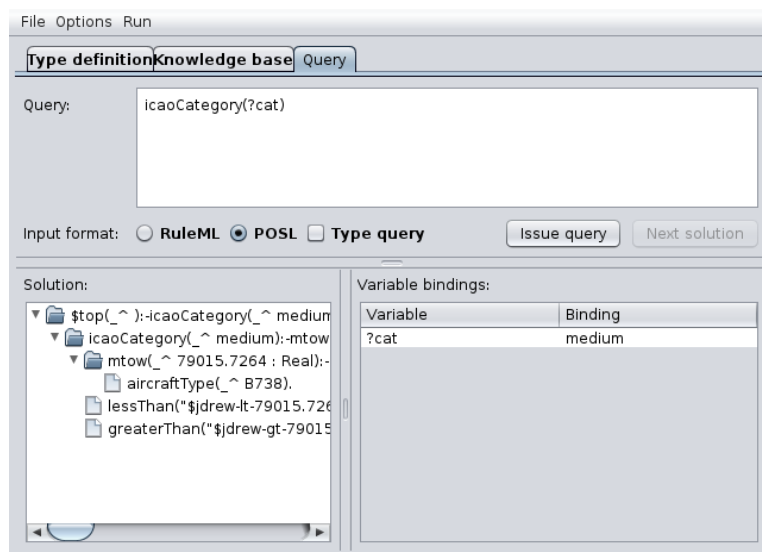 File Options Run
Type definition Knowledge base Query
Query: icaoCategory(?cat)
Input format: RuleML POSL Type query Issue query Next solution
Solution: Variable bindings:
$top(_^ ):-icaoCategory(_^ medium Variable Binding
icaoCategory(_^ medium):-mtow ?cat medium
mtow(_^ 79015.7264 : Real):-
aircraftType(_^ B738).
lessThan("$jdrew-lt-79015.726
greaterThan("$jdrew-gt-79015